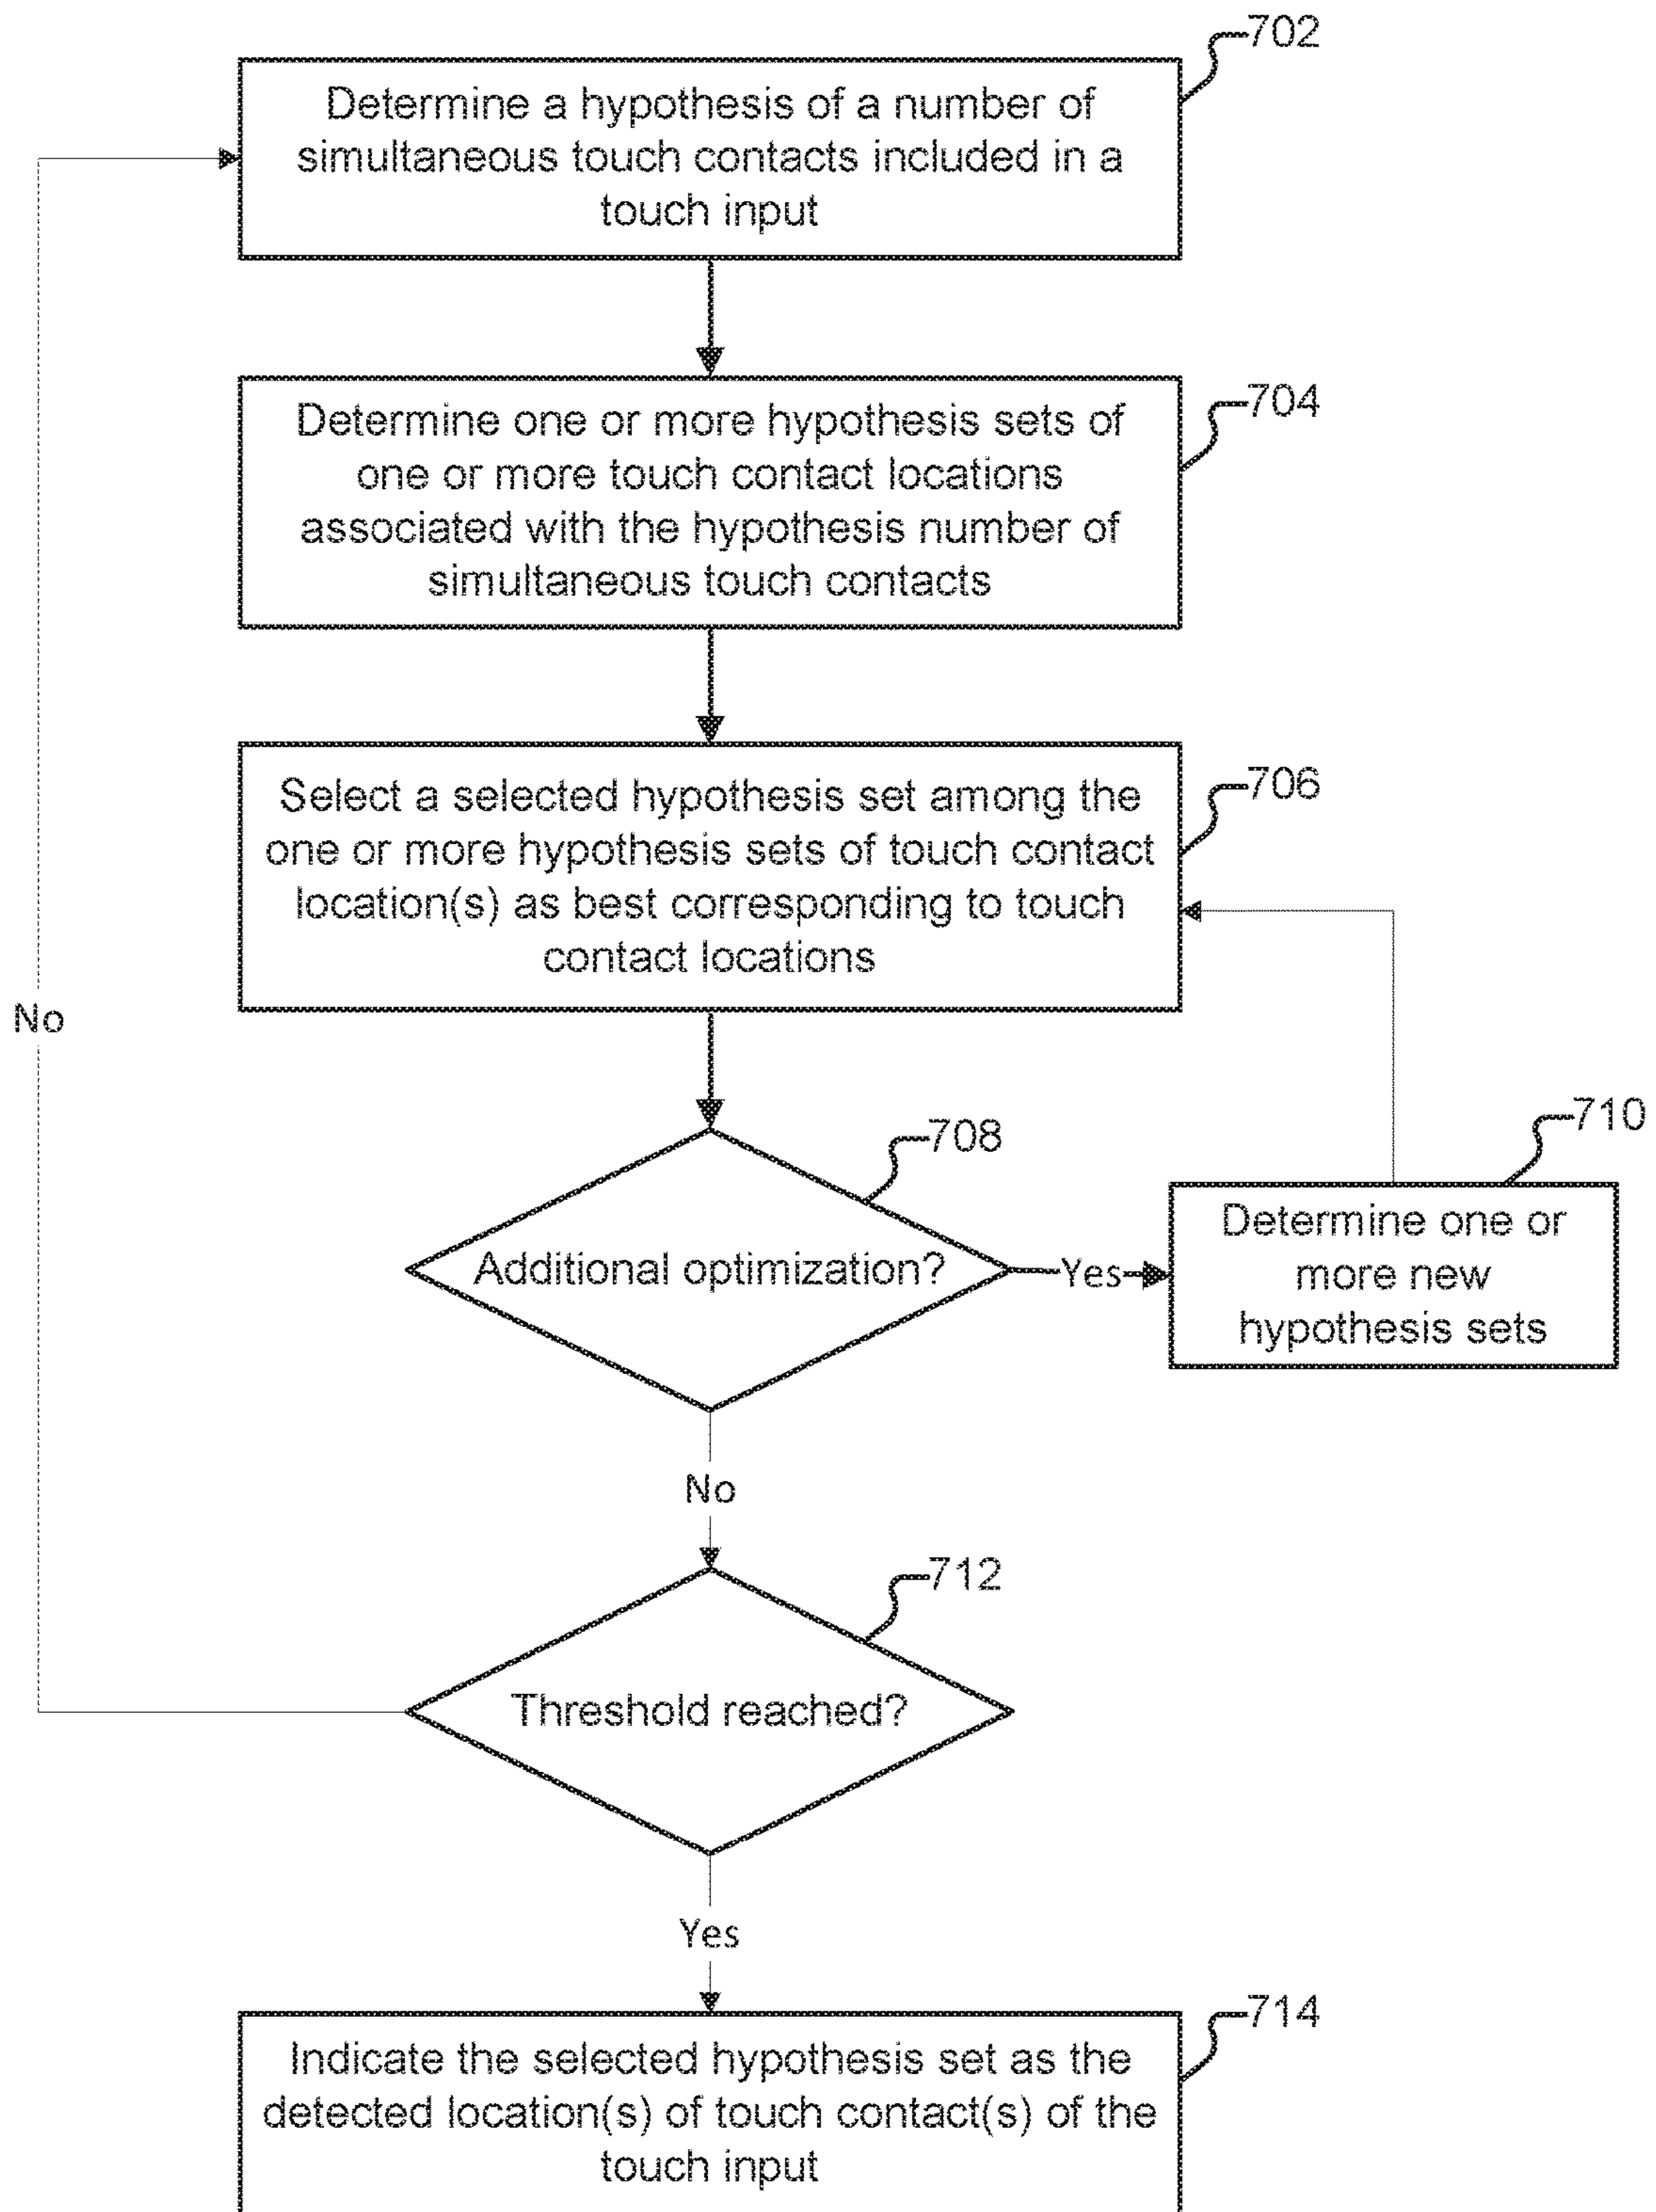 702
Determine a hypothesis of a number of
simultaneous touch contacts included in a
touch input
704
Determine one or more hypothesis sets of
one or more touch contact locations
associated with the hypothesis number of
simultaneous touch contacts
706
Select a selected hypothesis set among the
one or more hypothesis sets of touch contact
location(s) as best corresponding to touch
contact locations
No
708
Additional optimization?
Yes
710
Determine one or
more new
hypothesis sets
No
712
Threshold reached?
Yes
714
Indicate the selected hypothesis set as the
detected location(s) of touch contact(s) of the
touch input